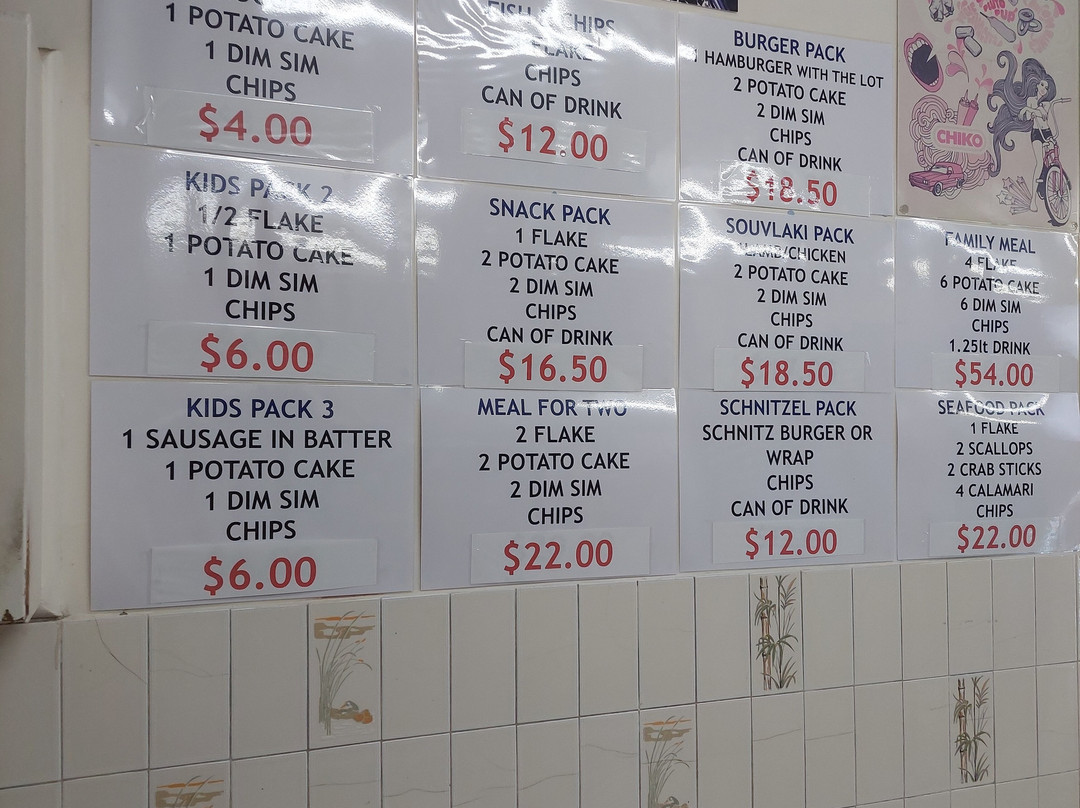 1 POTATO CAKE
1 DIM SIM
CHIPS
$4.00
FISH & CHIPS
FLAKE
CHIPS
CAN OF DRINK
$12.00
BURGER PACK
1 HAMBURGER WITH THE LOT
2 POTATO CAKE
2 DIM SIM
CHIPS
CAN OF DRINK
$18.50
CHIKO
KIDS PACK 2
1/2 FLAKE
1 POTATO CAKE
1 DIM SIM
CHIPS
$6.00
SNACK PACK
1 FLAKE
2 POTATO CAKE
2 DIM SIM
CHIPS
CAN OF DRINK
$16.50
SOUVLAKI PACK
LAMB/CHICKEN
2 POTATO CAKE
2 DIM SIM
CHIPS
CAN OF DRINK
$18.50
FAMILY MEAL
4 FLAKE
6 POTATO CAKE
6 DIM SIM
CHIPS
1.25lt DRINK
$54.00
KIDS PACK 3
1 SAUSAGE IN BATTER
1 POTATO CAKE
1 DIM SIM
CHIPS
$6.00
MEAL FOR TWO
2 FLAKE
2 POTATO CAKE
2 DIM SIM
CHIPS
$22.00
SCHNITZEL PACK
SCHNITZ BURGER OR
WRAP
CHIPS
CAN OF DRINK
$12.00
SEAFOOD PACK
1 FLAKE
2 SCALLOPS
2 CRAB STICKS
4 CALAMARI
CHIPS
$22.00